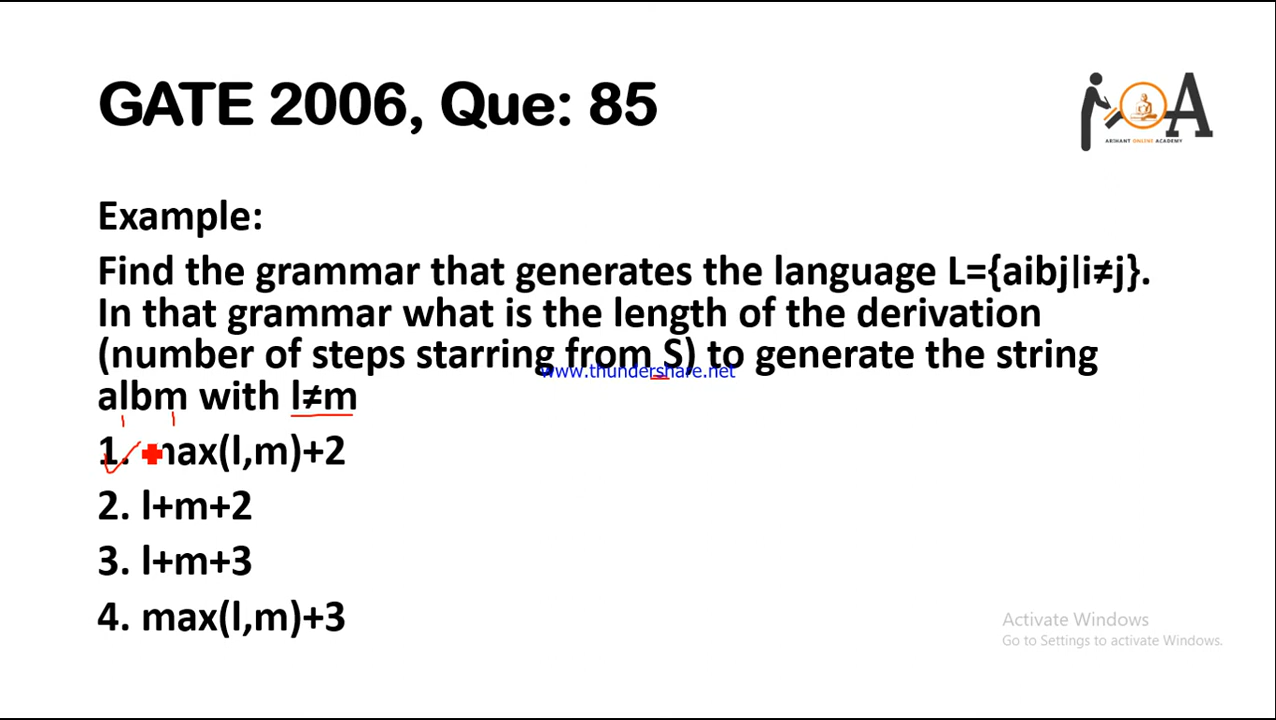 GATE 2006, Que: 85
ARIHANT ONLINE ACADEMY
Example:
Find the grammar that generates the language L={aibj|i≠j}.
In that grammar what is the length of the derivation
(number of steps starring from S) to generate the string
www.thundershare.net
albm with l≠m
1. max(l,m)+2
2. l+m+2
3. l+m+3
4. max(l,m)+3
Activate Windows
Go to Settings to activate Windows.